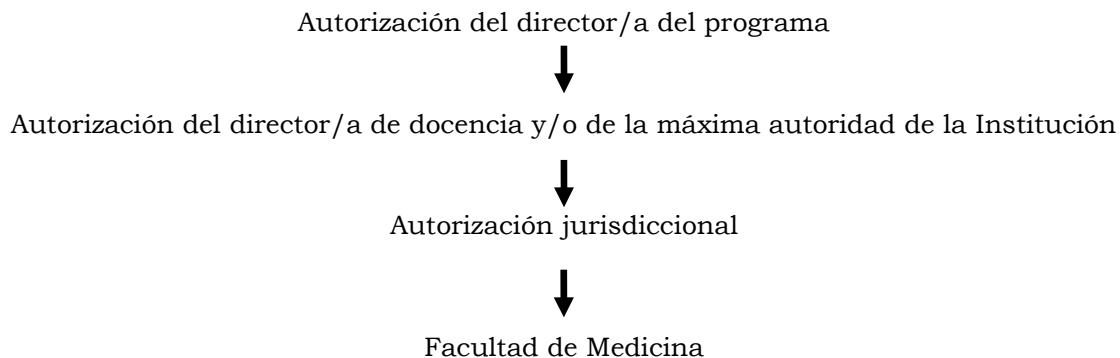 Autorización del director/a del programa
Autorización del director/a de docencia y/o de la máxima autoridad de la Institución
Autorización jurisdiccional
Facultad de Medicina